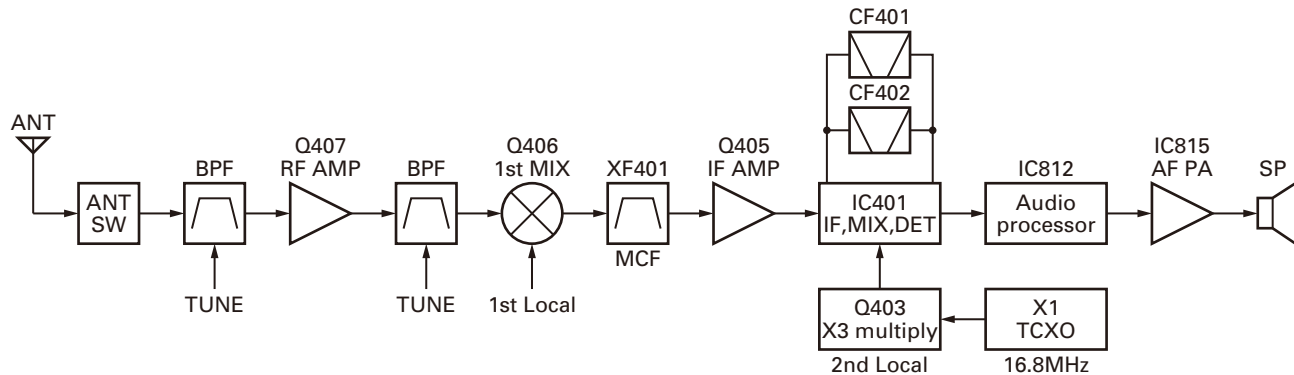 CF401
CF402
ANT
ANT
SW
BPF
TUNE
Q407
RF AMP
BPF
TUNE
Q406
1st MIX
1st Local
XF401
MCF
Q405
IF AMP
IC401
IF,MIX,DET
Q403
X3 multiply
2nd Local
X1
TCXO
16.8MHz
IC812
Audio
processor
IC815
AF PA
SP